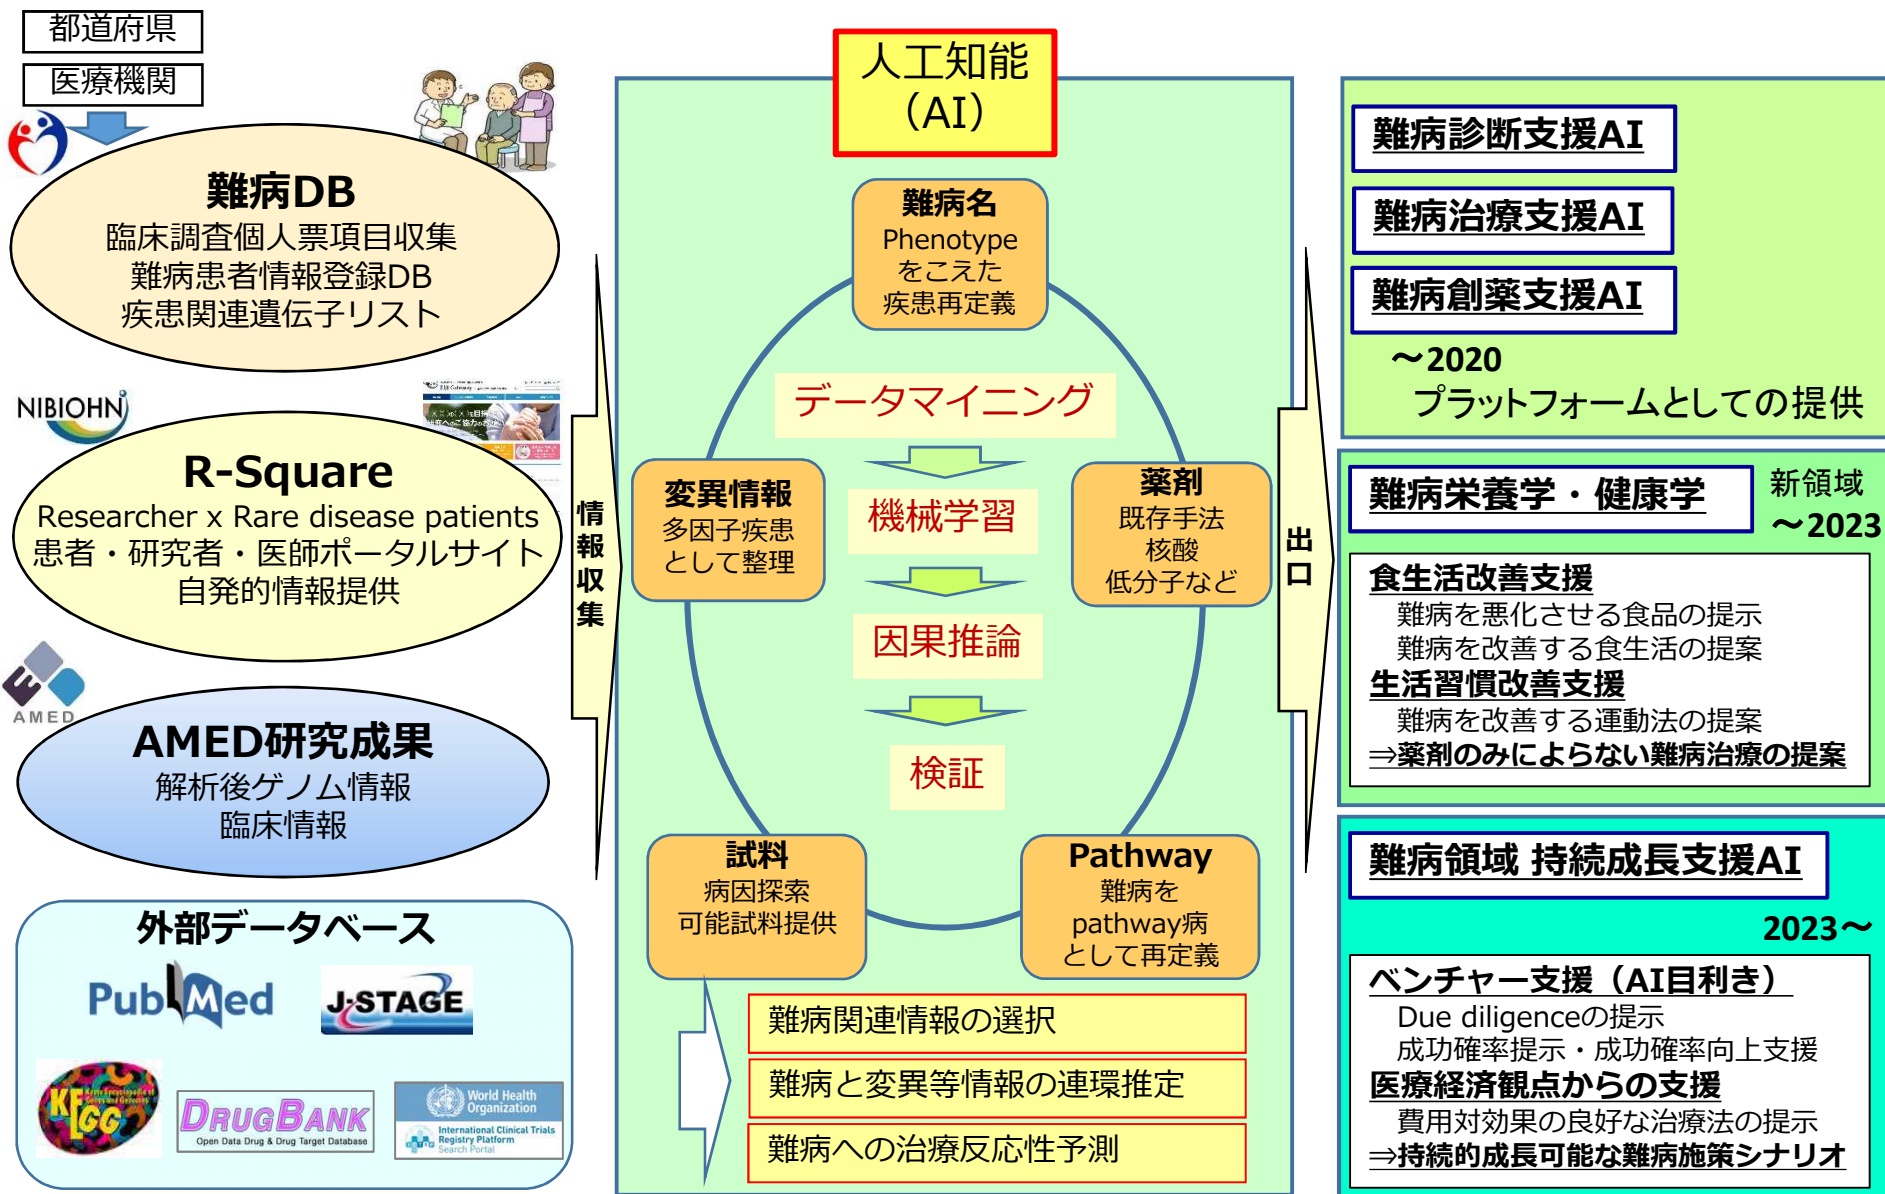 都道府県
医療機関
難病DB
臨床調査個人票項目収集
難病患者情報登録DB
疾患関連遺伝子リスト
NIBIOHN
R-Square
Researcher x Rare disease patients
患者・研究者・医師ポータルサイト
自発的情報提供
AMED
AMED研究成果
解析後ゲノム情報
臨床情報
外部データベース
PubMed
J-STAGE
KEGG
DRUGBANK
Open Data Drug & Drug Target Database
World Health
Organization
International Clinical Trials
Registry Platform
Search Portal
情報収集
人工知能
（AI）
難病名
Phenotype
をこえた
疾患再定義
データマイニング
変異情報
多因子疾患
として整理
機械学習
薬剤
既存手法
核酸
低分子など
因果推論
検証
試料
病因探索
可能試料提供
Pathway
難病を
pathway病
として再定義
難病関連情報の選択
難病と変異等情報の連環推定
難病への治療反応性予測
出口
難病診断支援AI
難病治療支援AI
難病創薬支援AI
～2020
プラットフォームとしての提供
難病栄養学・健康学
新領域
～2023
食生活改善支援
難病を悪化させる食品の提示
難病を改善する食生活の提案
生活習慣改善支援
難病を改善する運動法の提案
⇒薬剤のみによらない難病治療の提案
難病領域 持続成長支援AI
2023～
ベンチャー支援（AI目利き）
Due diligenceの提示
成功確率提示・成功確率向上支援
医療経済観点からの支援
費用対効果の良好な治療法の提示
⇒持続的成長可能な難病施策シナリオ